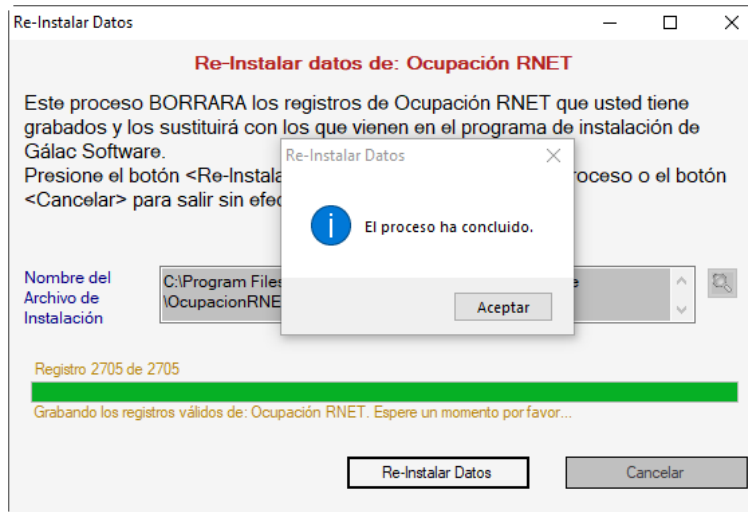 Re-Instalar Datos
Re-Instalar datos de: Ocupación RNET
Este proceso BORRARA los registros de Ocupación RNET que usted tiene
grabados y los sustituirá con los que vienen en el programa de instalación de
Gálac Software.
Presione el botón <Re-Instala
roceso o el botón
<Cancelar> para salir sin efec
Re-Instalar Datos
El proceso ha concluido.
Aceptar
Nombre del
Archivo de
Instalación
C:\Program Files
e
\OcupacionRNE
Registro 2705 de 2705
Grabando los registros válidos de: Ocupación RNET. Espere un momento por favor...
Re-Instalar Datos
Cancelar